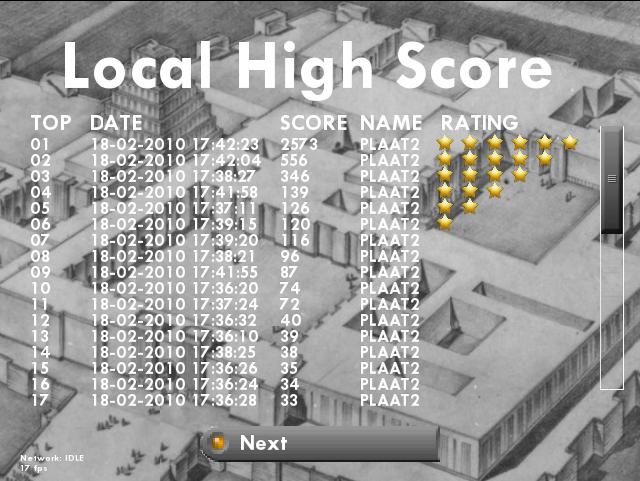 Local High Score
TOP DATE SCORE NAME RATING
01 18-02-2010 17:42:23 2573 PLAAT2
02 18-02-2010 17:42:04 556 PLAAT2
03 18-02-2010 17:38:27 346 PLAAT2
04 18-02-2010 17:41:58 139 PLAAT2
05 18-02-2010 17:37:11 126 PLAAT2
06 18-02-2010 17:39:15 120 PLAAT2
07 18-02-2010 17:39:20 116 PLAAT2
08 18-02-2010 17:38:21 96 PLAAT2
09 18-02-2010 17:41:55 87 PLAAT2
10 18-02-2010 17:36:20 74 PLAAT2
11 18-02-2010 17:37:24 72 PLAAT2
12 18-02-2010 17:36:32 40 PLAAT2
13 18-02-2010 17:36:10 39 PLAAT2
14 18-02-2010 17:38:25 38 PLAAT2
15 18-02-2010 17:36:26 35 PLAAT2
16 18-02-2010 17:36:24 34 PLAAT2
17 18-02-2010 17:36:28 33 PLAAT2
Next
Network: IDLE
17 fps